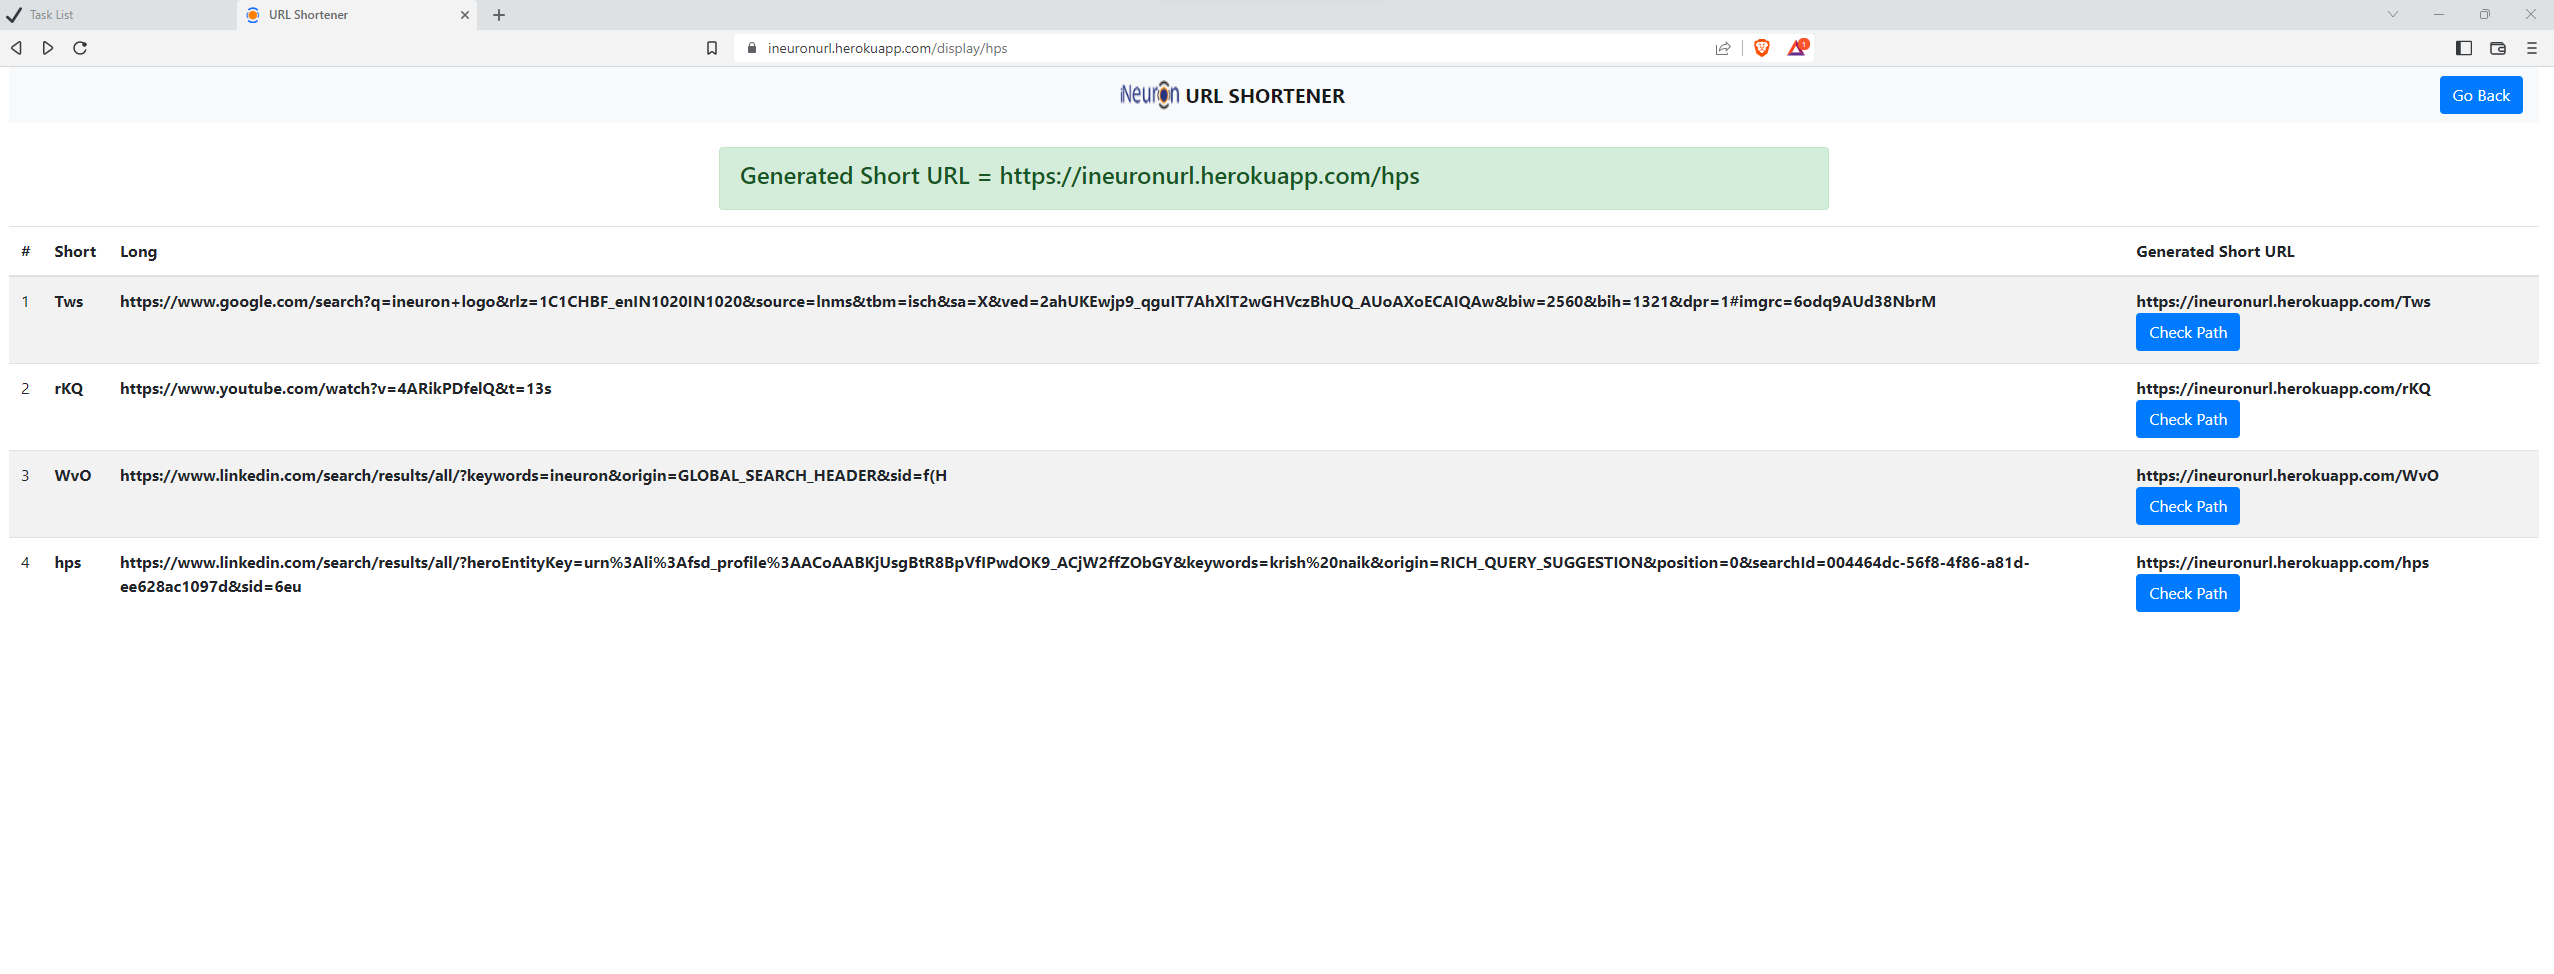 Task List
URL Shortener
ineuronurl.herokuapp.com/display/hps
1
iNeuron URL SHORTENER
Go Back
Generated Short URL = https://ineuronurl.herokuapp.com/hps
# Short Long Generated Short URL
1 Tws https://www.google.com/search?q=ineuron+logo&rlz=1C1CHBF_enIN1020IN1020&source=lnms&tbm=isch&sa=X&ved=2ahUKEwjp9_qguIT7AhXlT2wGHVczBhUQ_AUoAXoECAIQAw&biw=2560&bih=1321&dpr=1#imgrc=6odq9AUd38NbrM https://ineuronurl.herokuapp.com/Tws
Check Path
2 rKQ https://www.youtube.com/watch?v=4ARikPDfelQ&t=13s https://ineuronurl.herokuapp.com/rKQ
Check Path
3 WvO https://www.linkedin.com/search/results/all/?keywords=ineuron&origin=GLOBAL_SEARCH_HEADER&sid=f(H https://ineuronurl.herokuapp.com/WvO
Check Path
4 hps https://www.linkedin.com/search/results/all/?heroEntityKey=urn%3Ali%3Afsd_profile%3AACoAABKjUsgBtR8BpVfIPwdOK9_ACjW2ffZObGY&keywords=krish%20naik&origin=RICH_QUERY_SUGGESTION&position=0&searchId=004464dc-56f8-4f86-a81d- https://ineuronurl.herokuapp.com/hps
ee628ac1097d&sid=6eu
Check Path